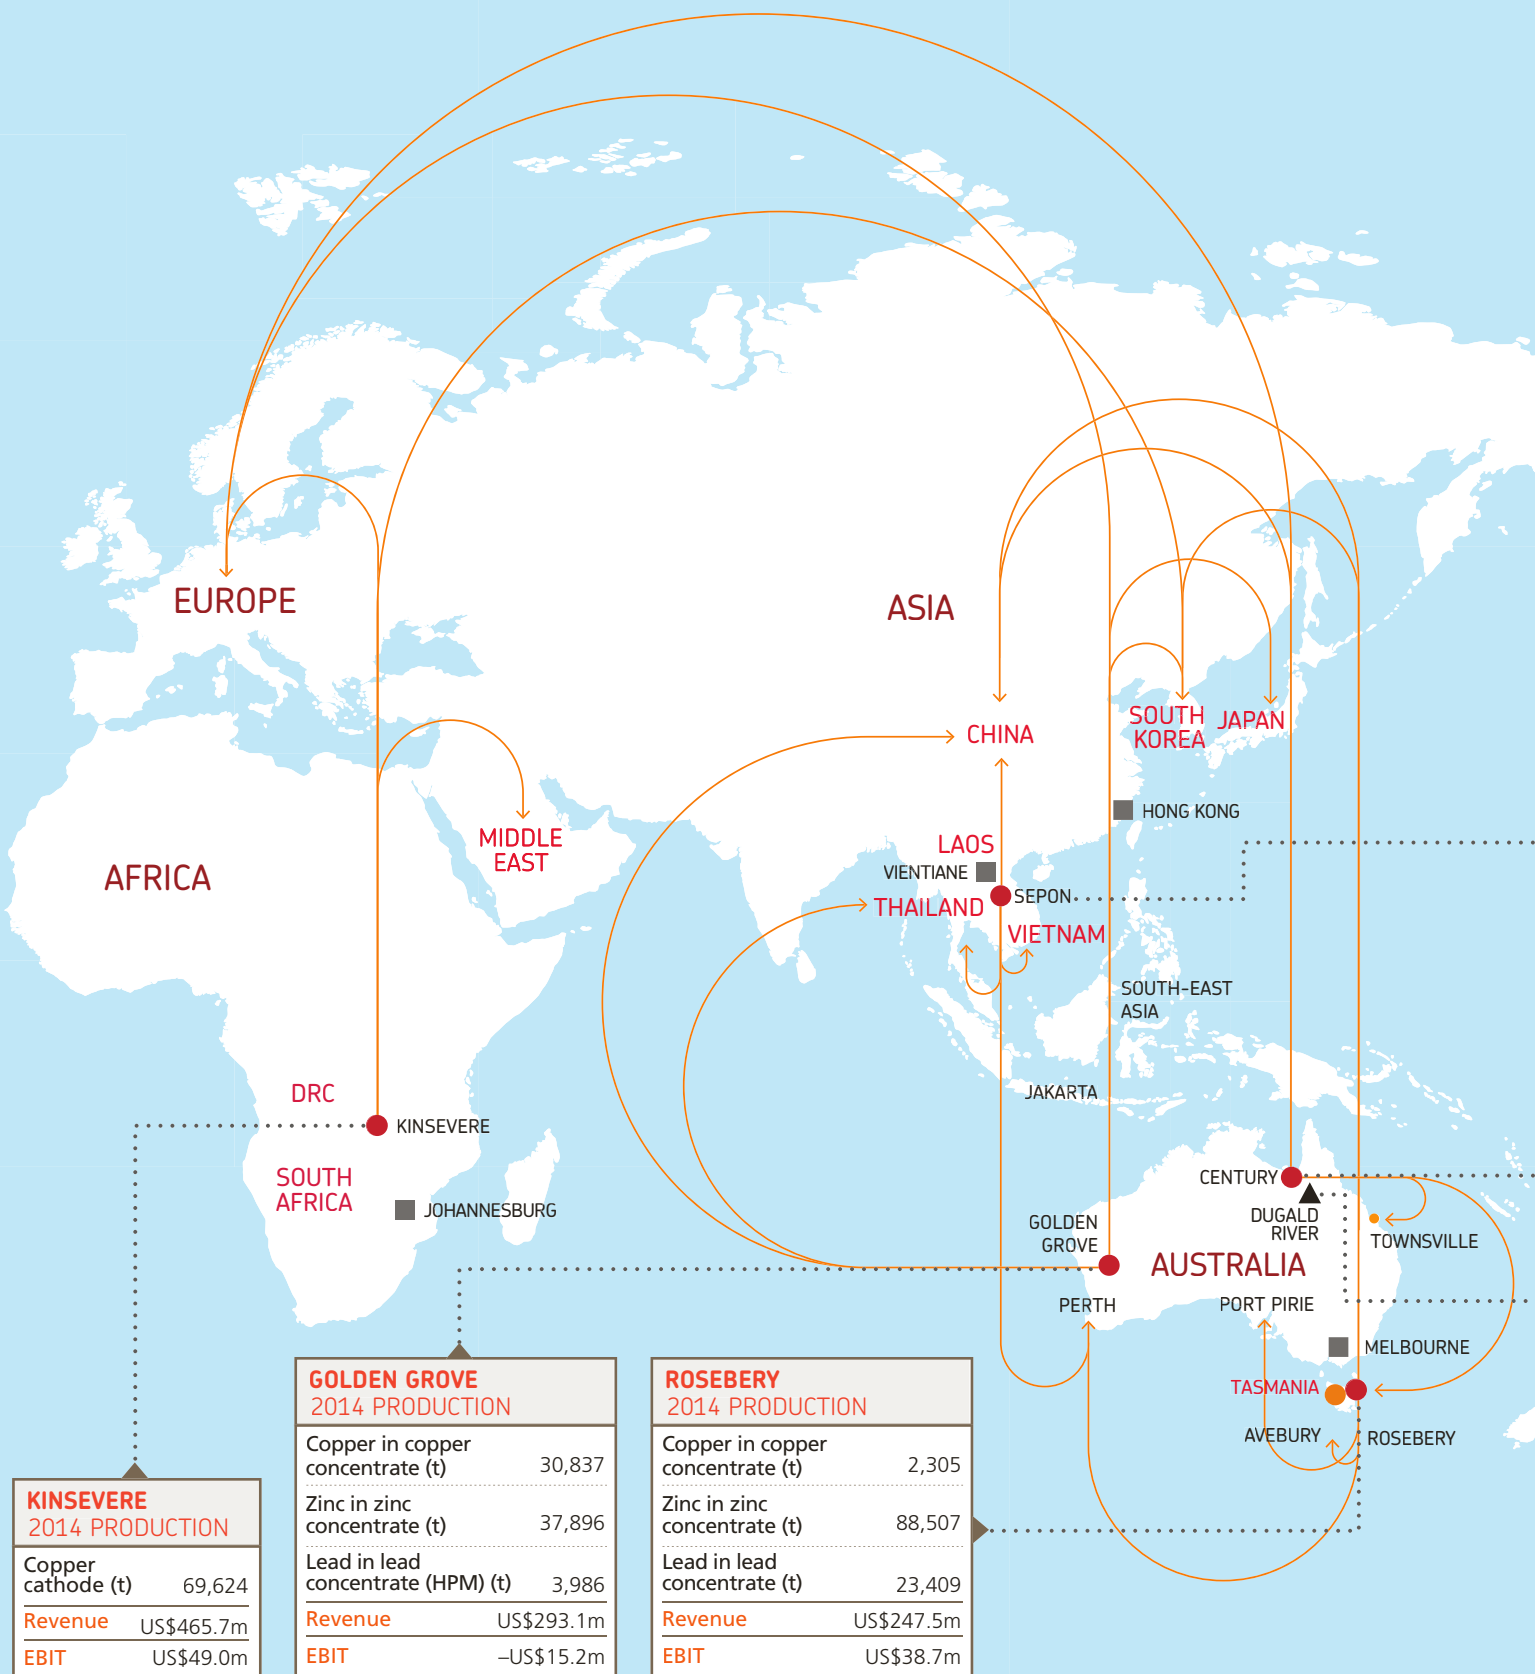 EUROPE
ASIA
CHINA
SOUTH
KOREA
JAPAN
HONG KONG
MIDDLE
EAST
LAOS
VIENTIANE
AFRICA
THAILAND
SEPON
VIETNAM
SOUTH-EAST
ASIA
JAKARTA
DRC
KINSEVERE
SOUTH
AFRICA
JOHANNESBURG
CENTURY
DUGALD
RIVER
GOLDEN
GROVE
TOWNSVILLE
AUSTRALIA
PERTH
PORT PIRIE
MELBOURNE
TASMANIA
AVEBURY
ROSEBERY
KINSEVERE
2014 PRODUCTION
Copper
cathode (t) 69,624
Revenue US$465.7m
EBIT US$49.0m
GOLDEN GROVE
2014 PRODUCTION
Copper in copper
concentrate (t) 30,837
Zinc in zinc
concentrate (t) 37,896
Lead in lead
concentrate (HPM) (t) 3,986
Revenue US$293.1m
EBIT –US$15.2m
ROSEBERY
2014 PRODUCTION
Copper in copper
concentrate (t) 2,305
Zinc in zinc
concentrate (t) 88,507
Lead in lead
concentrate (t) 23,409
Revenue US$247.5m
EBIT US$38.7m